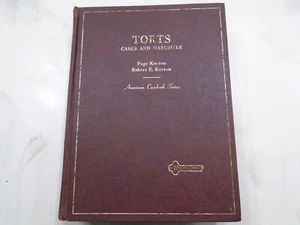 TORTS
CASES AND MATERIALS
Page Keeton
Robert E. Keeton
American Casebook Series